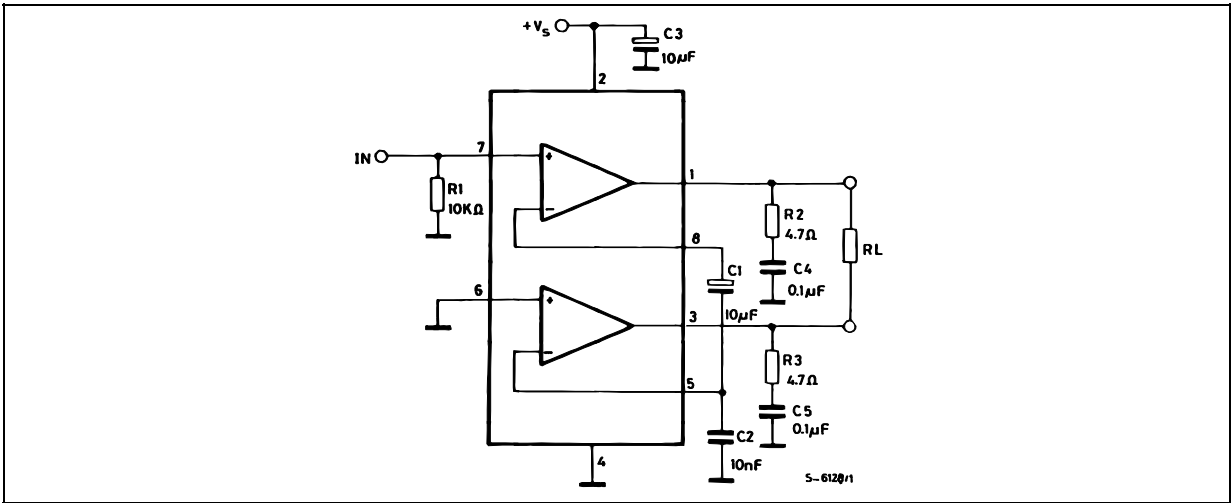 +Vs
C3
10µF
2
IN
7
+
−
1
R1
10KΩ
R2
4.7Ω
C4
0.1µF
RL
8
C1
10µF
6
+
−
3
5
R3
4.7Ω
C5
0.1µF
C2
10nF
4
S-6128/1